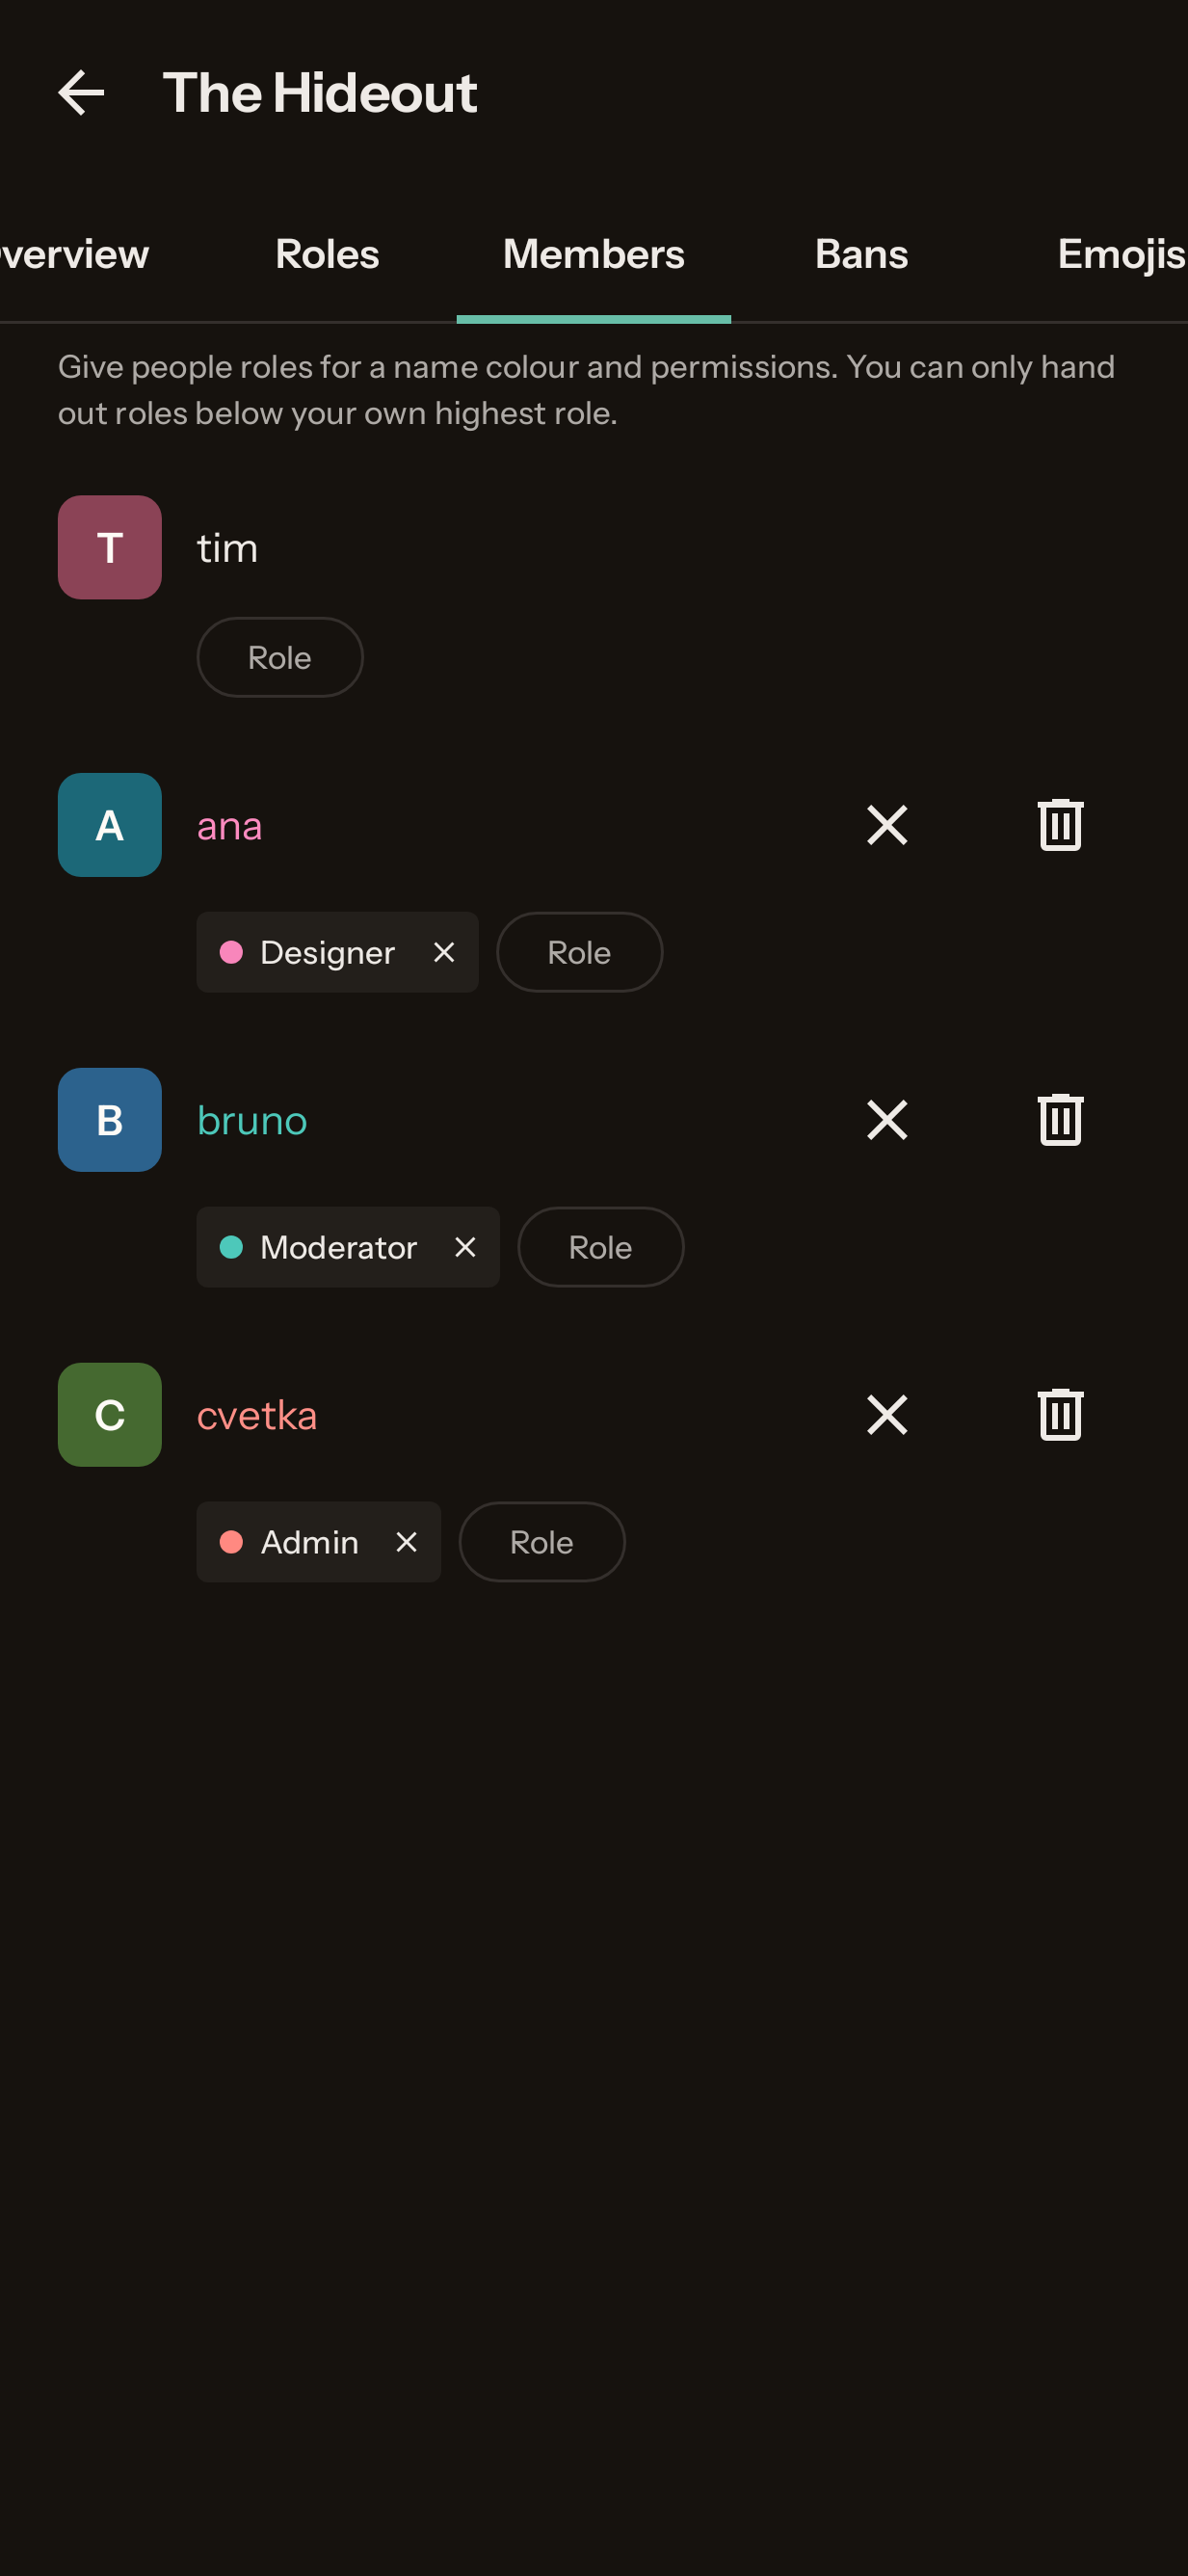 The Hideout
verview Roles Members Bans Emojis
Give people roles for a name colour and permissions. You can only hand
out roles below your own highest role.
T tim
Role
A ana
Designer Role
B bruno
Moderator Role
C cvetka
Admin Role